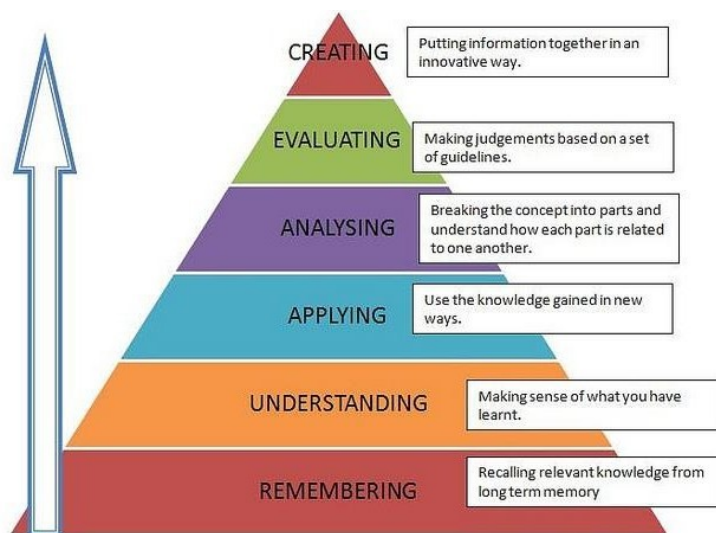 CREATING
Putting information together in an
innovative way.
EVALUATING
Making judgements based on a set
of guidelines.
ANALYSING
Breaking the concept into parts and
understand how each part is related
to one another.
APPLYING
Use the knowledge gained in new
ways.
UNDERSTANDING
Making sense of what you have
learnt.
REMEMBERING
Recalling relevant knowledge from
long term memory